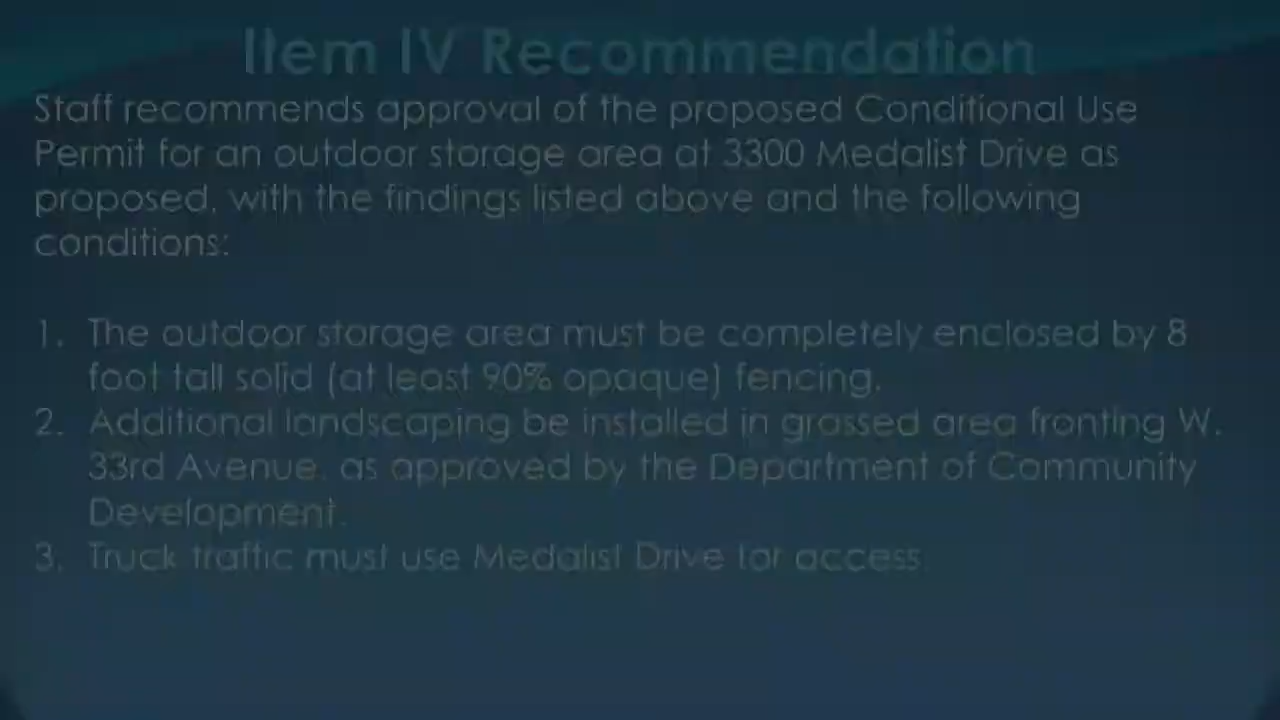 Item IV Recommendation
Staff recommends approval of the proposed Conditional Use
Permit for an outdoor storage area at 3300 Medalist Drive as
proposed, with the findings listed above and the following
conditions:
1. The outdoor storage area must be completely enclosed by 8
foot tall solid (at least 90% opaque) fencing.
2. Additional landscaping be installed in grassed area fronting W.
33rd Avenue, as approved by the Department of Community
Development.
3. Truck traffic must use Medalist Drive for access.